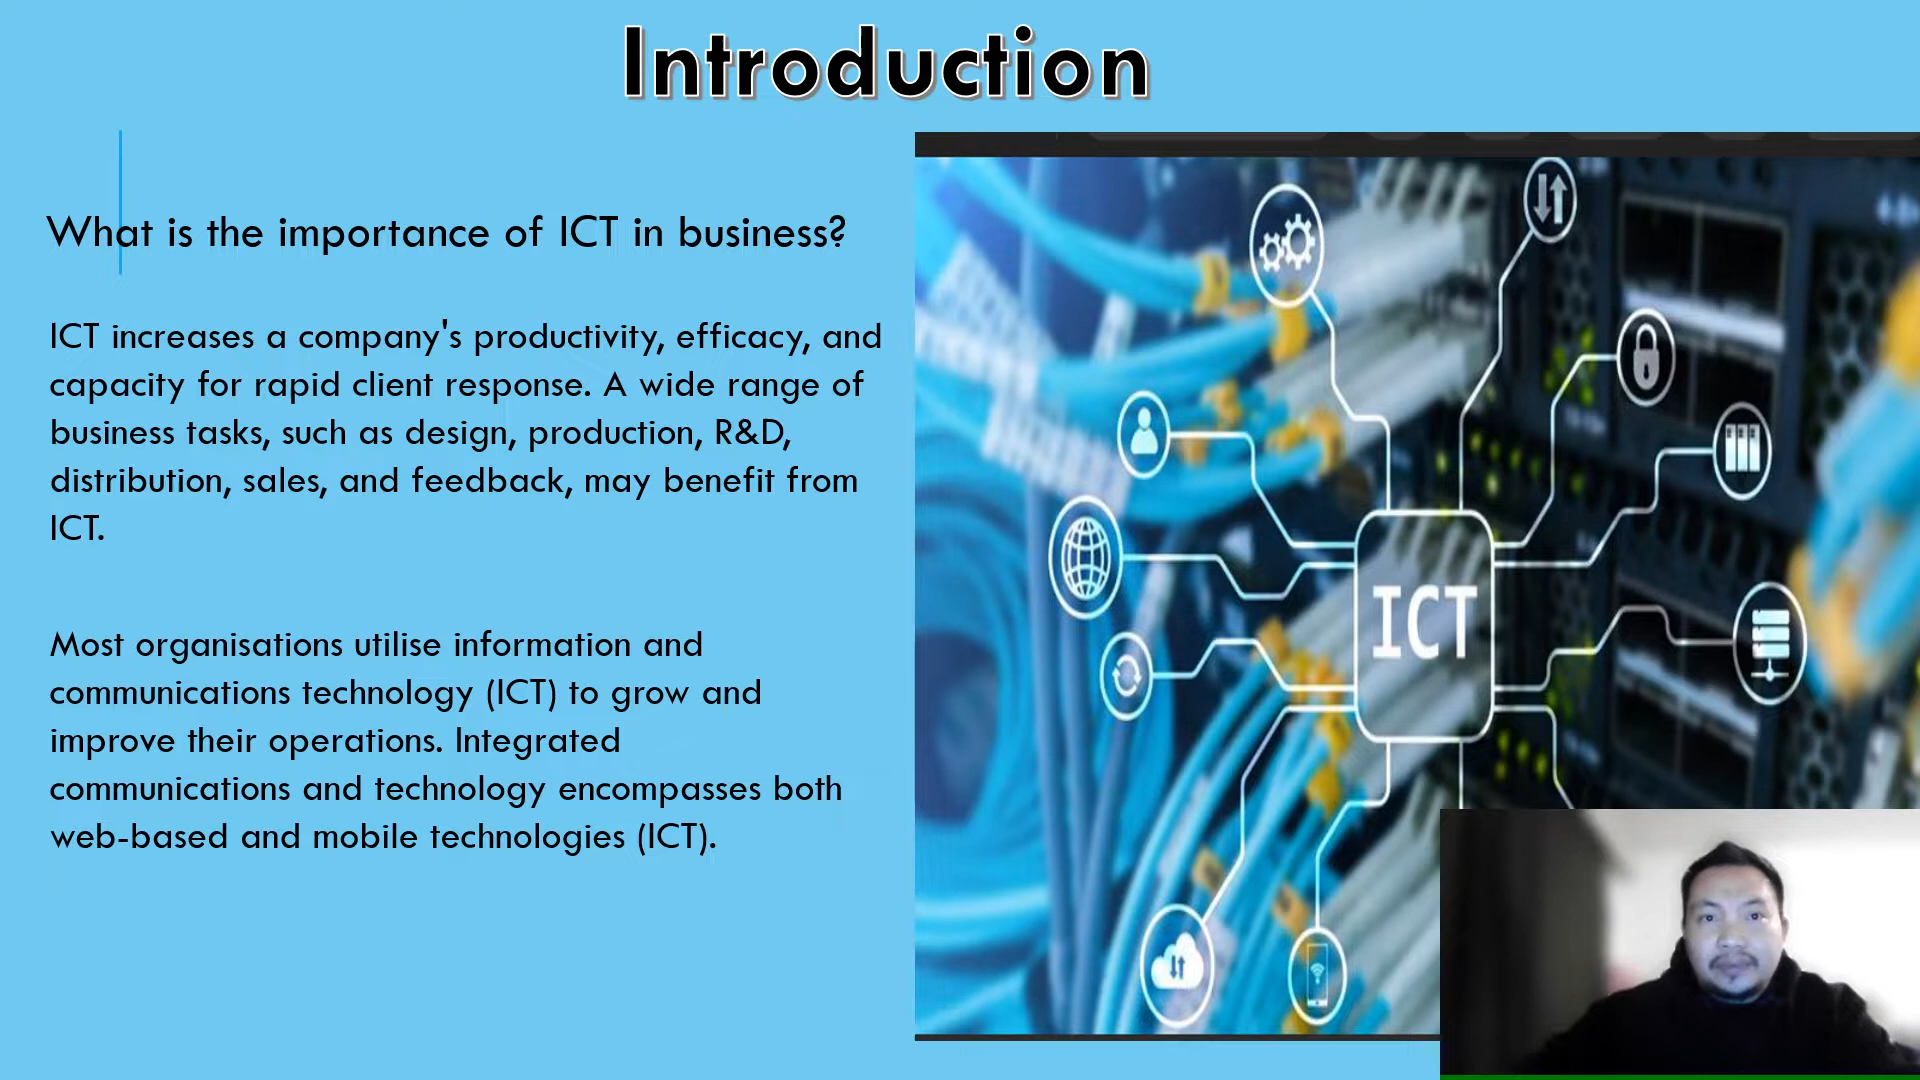 Introduction
What is the importance of ICT in business?
ICT increases a company's productivity, efficacy, and
capacity for rapid client response. A wide range of
business tasks, such as design, production, R&D,
distribution, sales, and feedback, may benefit from
ICT.
Most organisations utilise information and
communications technology (ICT) to grow and
improve their operations. Integrated
communications and technology encompasses both
web-based and mobile technologies (ICT).
ICT